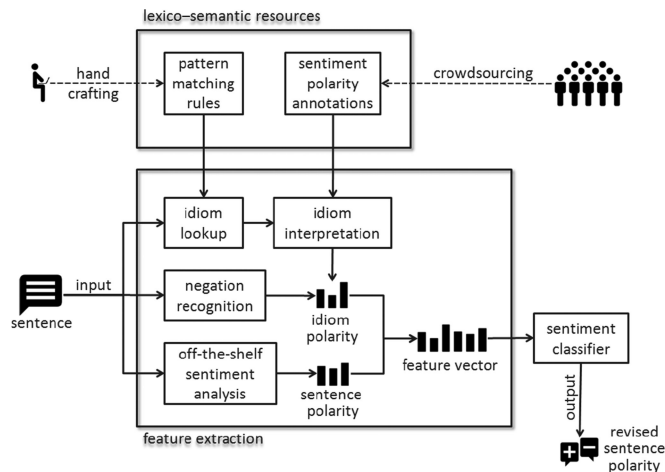 lexico–semantic resources
hand
crafting
pattern
matching
rules
sentiment
polarity
annotations
crowdsourcing
idiom
lookup
idiom
interpretation
input
sentence
negation
recognition
idiom
polarity
off-the-shelf
sentiment
analysis
sentence
polarity
feature vector
sentiment
classifier
output
revised
sentence
polarity
feature extraction